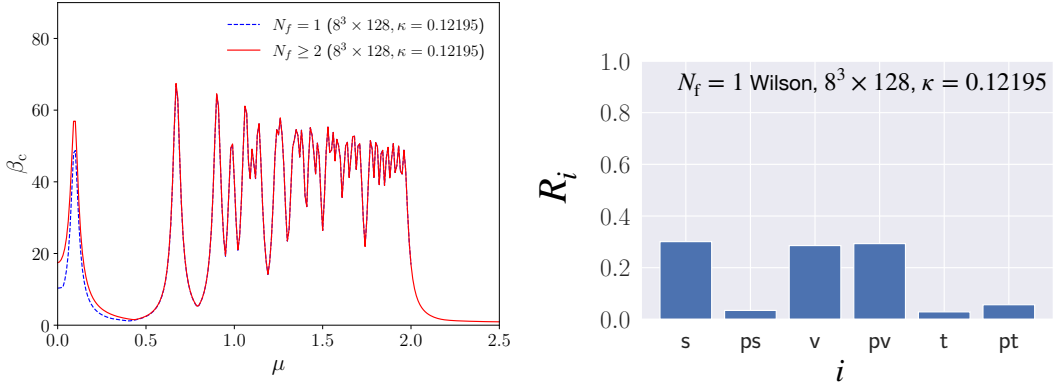 N_f = 1 (8^3 × 128, κ = 0.12195)
N_f ≥ 2 (8^3 × 128, κ = 0.12195)
β_c
80
60
40
20
0
0.0 0.5 1.0 1.5 2.0 2.5
μ
N_f = 1 Wilson, 8^3 × 128, κ = 0.12195
R_i
1.0
0.8
0.6
0.4
0.2
0.0
s ps v pv t pt
i